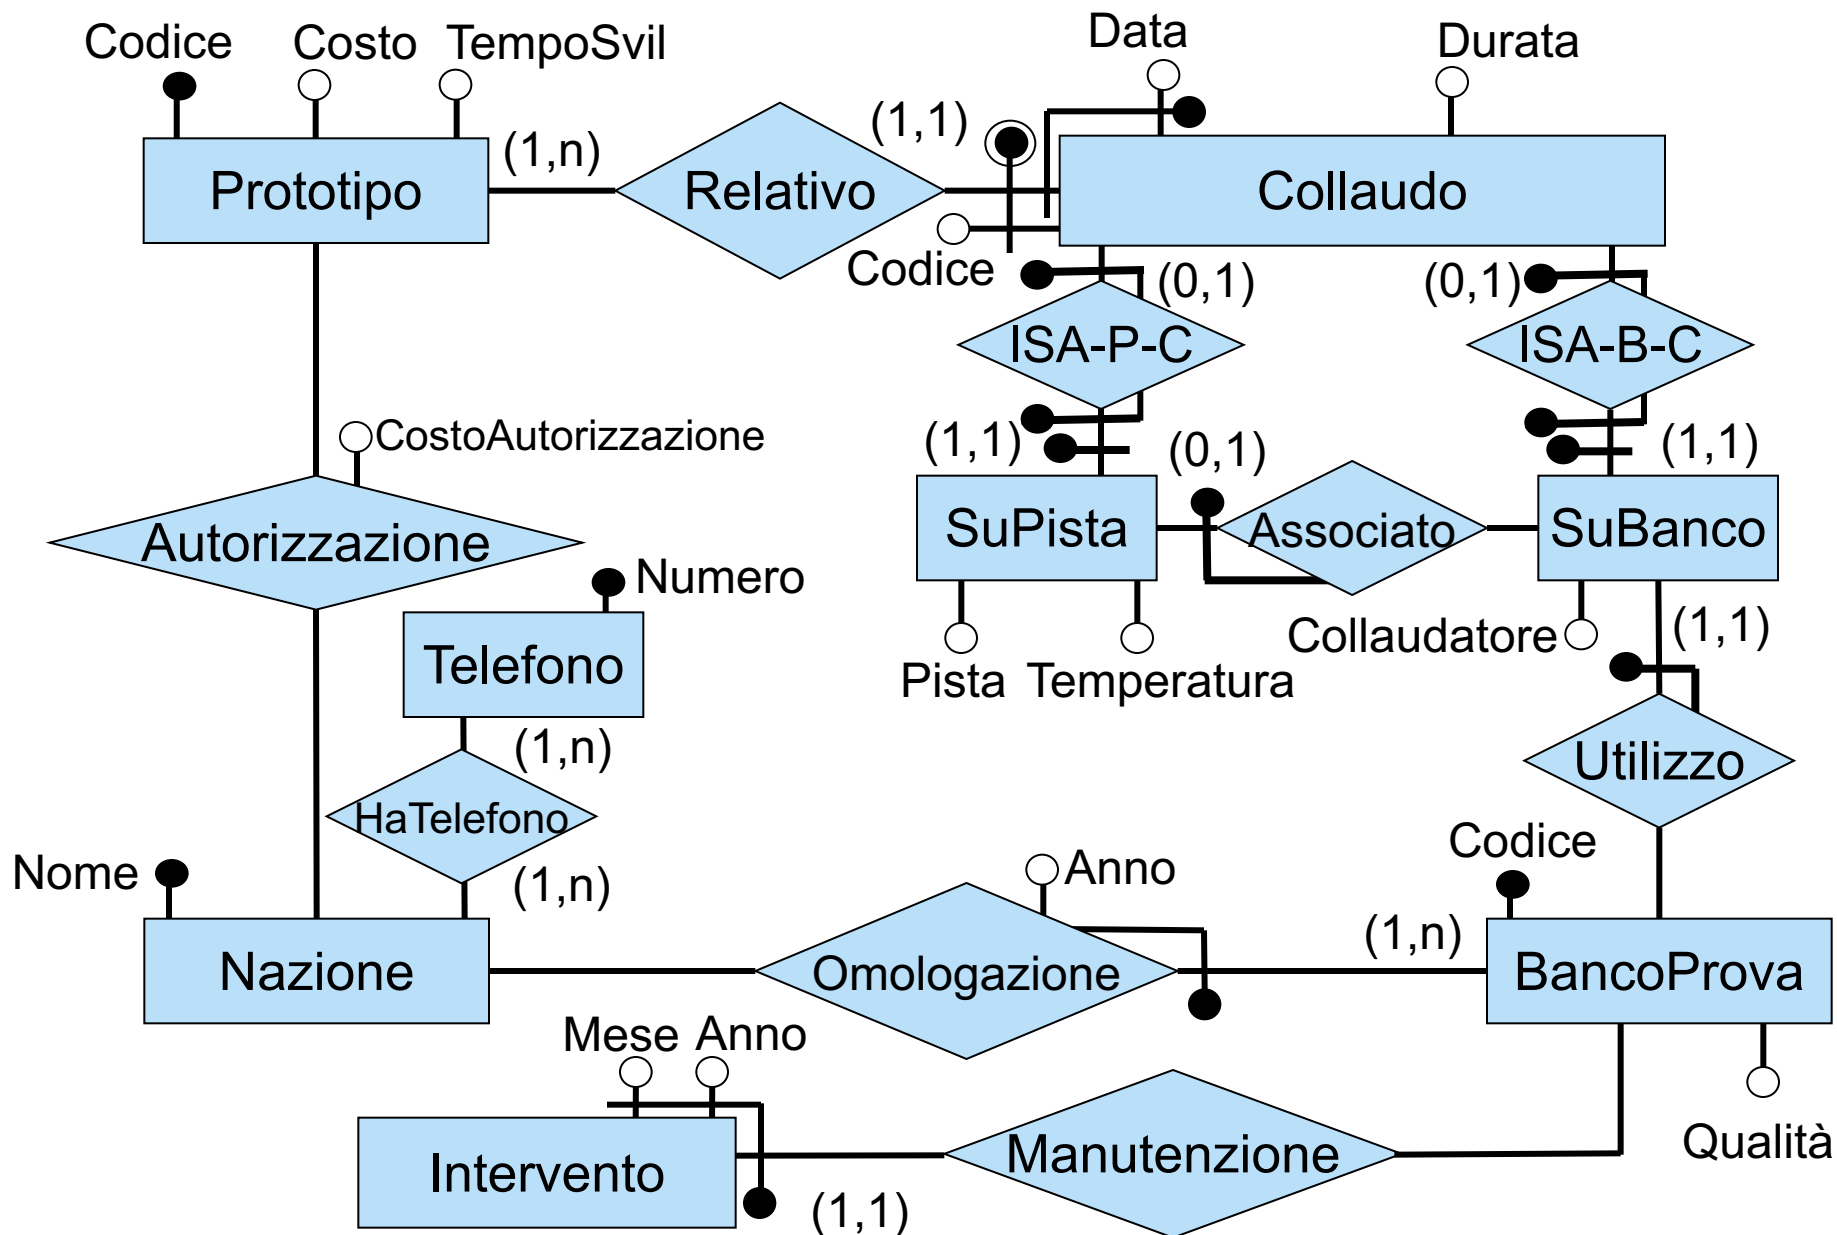 Codice
Costo
TempoSvil
Data
Durata
(1,n)
(1,1)
Prototipo
Relativo
Collaudo
Codice
(0,1)
(0,1)
ISA-P-C
ISA-B-C
CostoAutorizzazione
(1,1)
(0,1)
(1,1)
Autorizzazione
SuPista
Associato
SuBanco
Numero
Collaudatore
(1,1)
Telefono
Pista
Temperatura
(1,n)
Utilizzo
HaTelefono
Codice
Nome
(1,n)
Anno
(1,n)
Nazione
Omologazione
BancoProva
Mese
Anno
Intervento
Manutenzione
Qualità
(1,1)